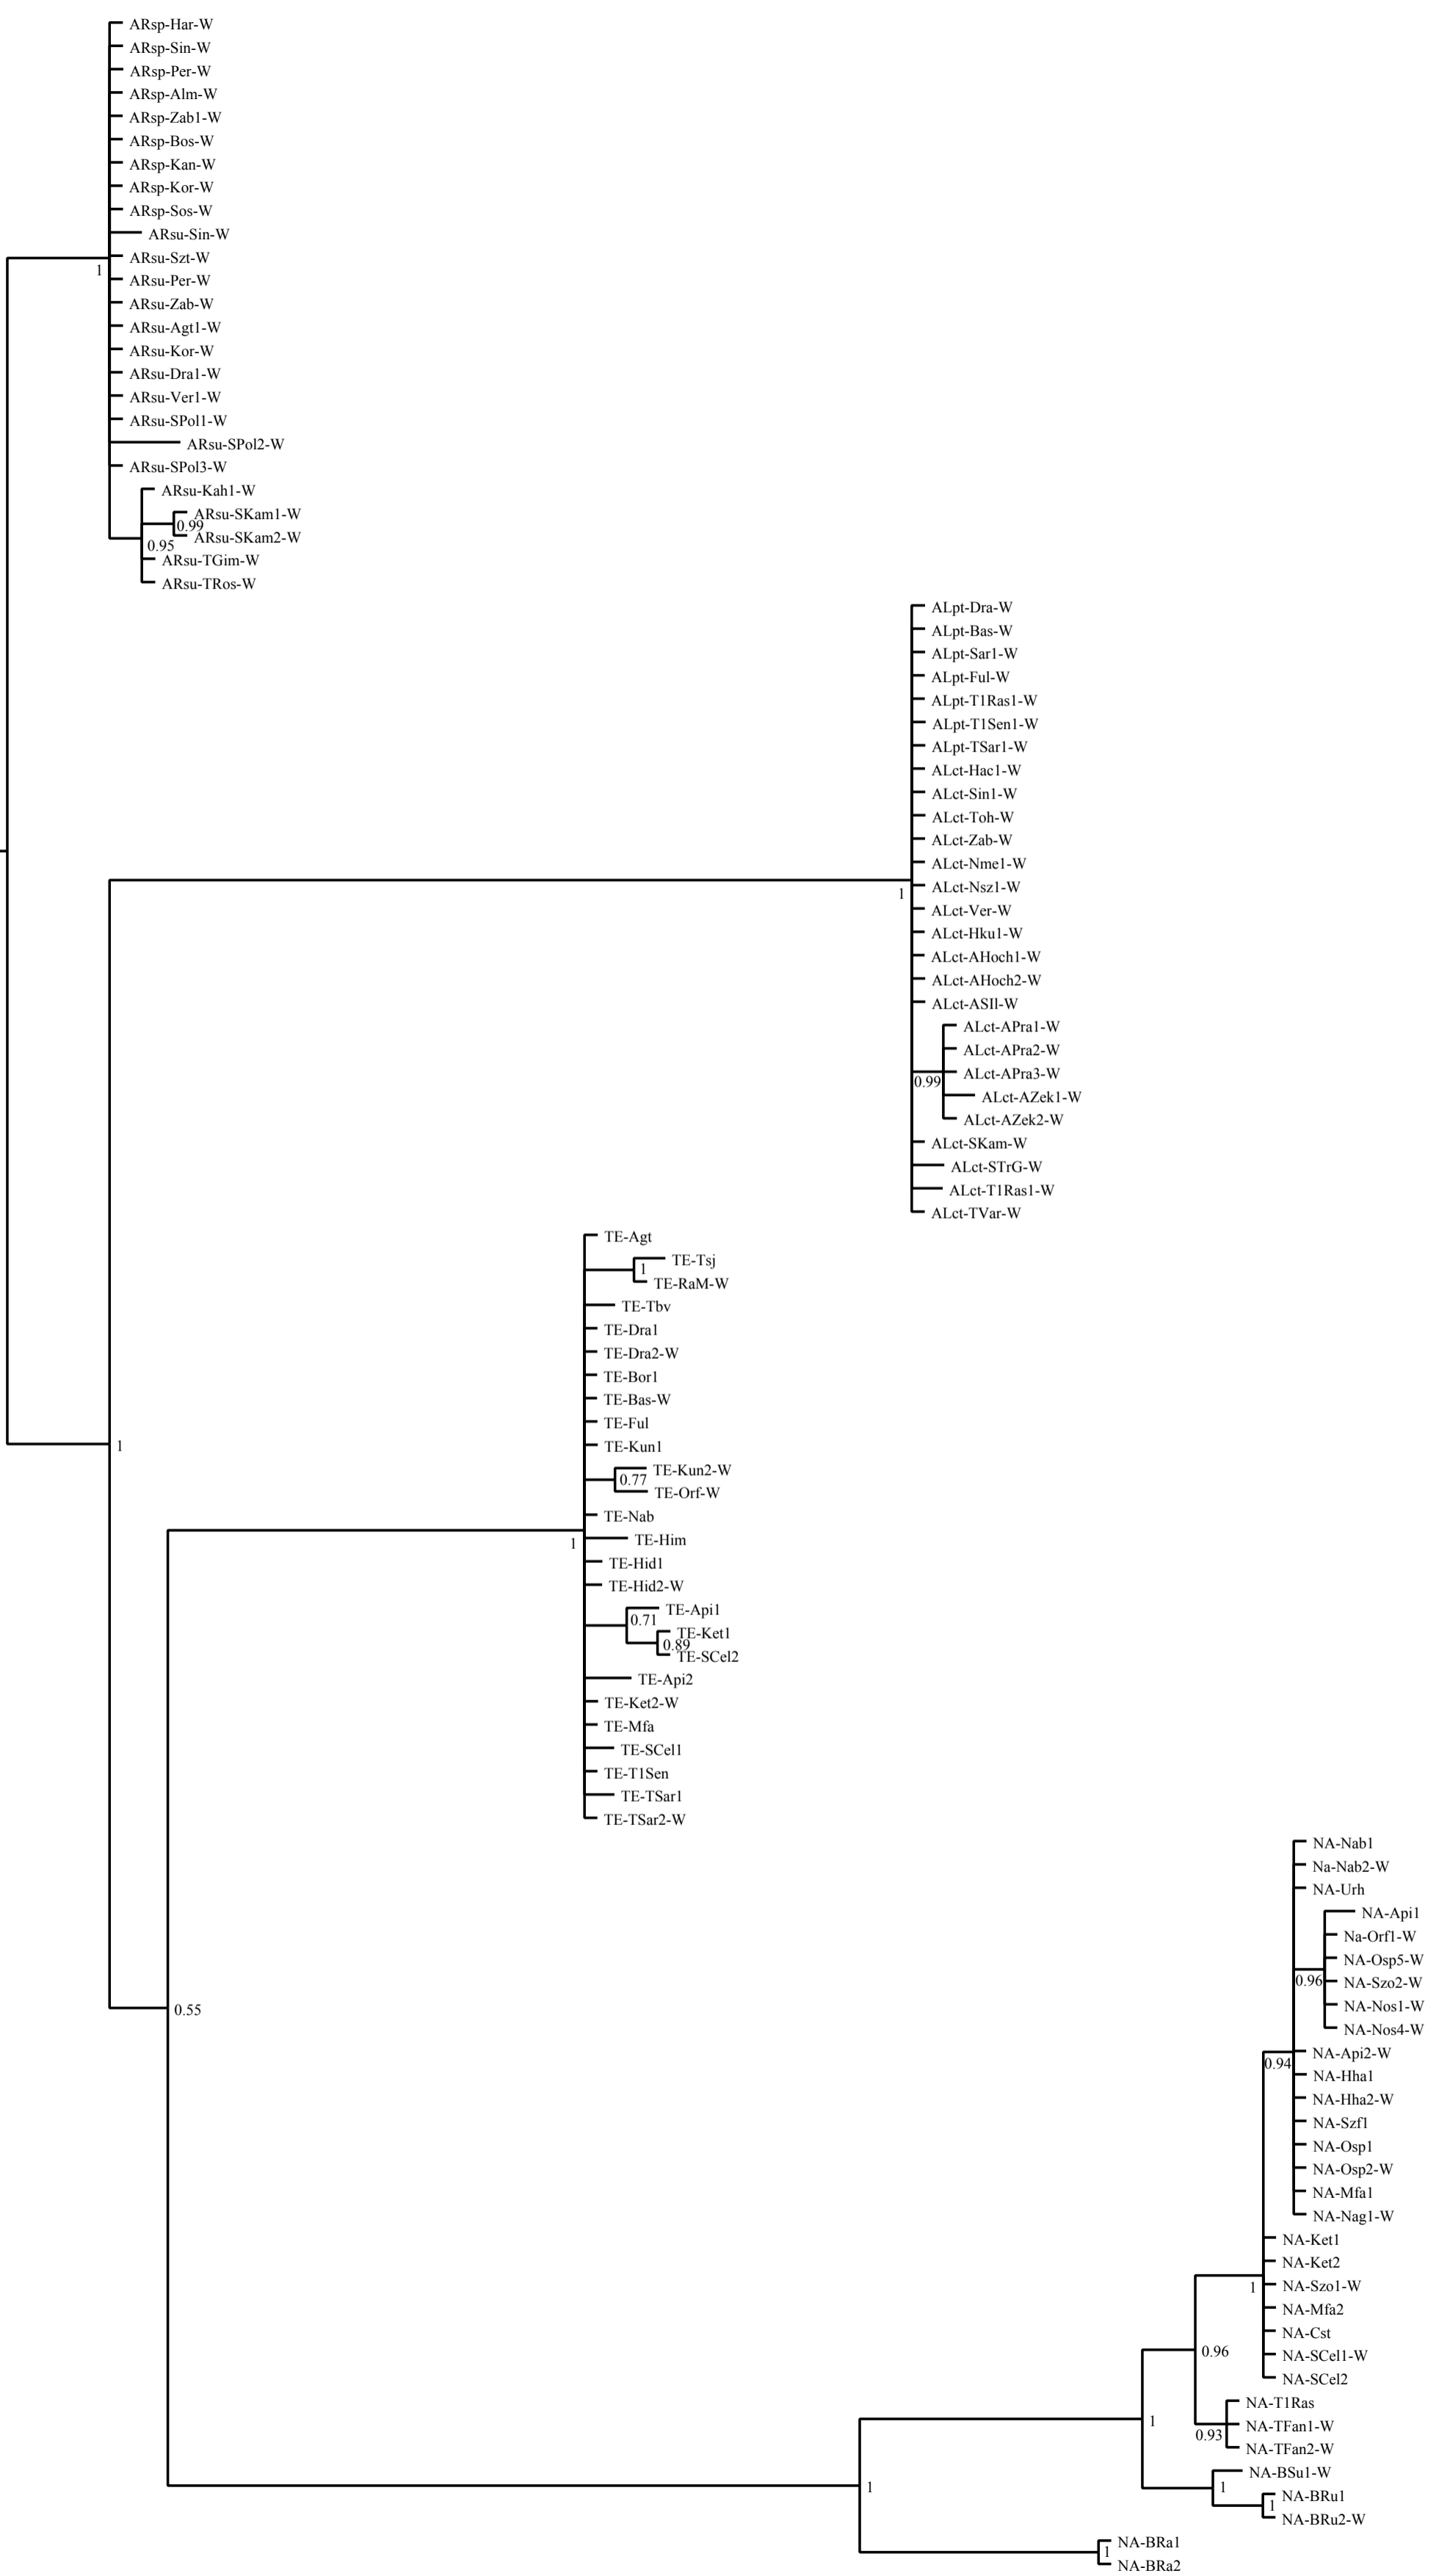 ARsp-Har-W
ARsp-Sin-W
ARsp-Per-W
ARsp-Alm-W
ARsp-Zab1-W
ARsp-Bos-W
ARsp-Kan-W
ARsp-Kor-W
ARsp-Sos-W
ARsu-Sin-W
ARsu-Szt-W
1
ARsu-Per-W
ARsu-Zab-W
ARsu-Agt1-W
ARsu-Kor-W
ARsu-Dra1-W
ARsu-Ver1-W
ARsu-SPol1-W
ARsu-SPol2-W
ARsu-SPol3-W
ARsu-Kah1-W
ARsu-SKam1-W
0.99
ARsu-SKam2-W
0.95
ARsu-TGim-W
ARsu-TRos-W
ALpt-Dra-W
ALpt-Bas-W
ALpt-Sar1-W
ALpt-Ful-W
ALpt-T1Ras1-W
ALpt-T1Sen1-W
ALpt-TSar1-W
ALct-Hac1-W
ALct-Sin1-W
ALct-Toh-W
ALct-Zab-W
ALct-Nme1-W
ALct-Nsz1-W
1
ALct-Ver-W
ALct-Hku1-W
ALct-AHoch1-W
ALct-AHoch2-W
ALct-ASIl-W
ALct-APra1-W
ALct-APra2-W
ALct-APra3-W
0.99
ALct-AZek1-W
ALct-AZek2-W
ALct-SKam-W
ALct-STrG-W
ALct-T1Ras1-W
ALct-TVar-W
TE-Agt
TE-Tsj
1
TE-RaM-W
TE-Tbv
TE-Dra1
TE-Dra2-W
TE-Bor1
TE-Bas-W
TE-Ful
TE-Kun1
1
TE-Kun2-W
0.77
TE-Orf-W
TE-Nab
TE-Him
1
TE-Hid1
TE-Hid2-W
TE-Api1
0.71
TE-Ket1
0.89
TE-SCel2
TE-Api2
TE-Ket2-W
TE-Mfa
TE-SCel1
TE-T1Sen
TE-TSar1
TE-TSar2-W
NA-Nab1
Na-Nab2-W
NA-Urh
NA-Api1
Na-Orf1-W
NA-Osp5-W
0.96
NA-Szo2-W
NA-Nos1-W
0.55
NA-Nos4-W
NA-Api2-W
0.94
NA-Hha1
NA-Hha2-W
NA-Szf1
NA-Osp1
NA-Osp2-W
NA-Mfa1
NA-Nag1-W
NA-Ket1
NA-Ket2
NA-Szo1-W
1
NA-Mfa2
NA-Cst
0.96
NA-SCel1-W
NA-SCel2
NA-T1Ras
1
NA-TFan1-W
0.93
NA-TFan2-W
NA-BSu1-W
1
1
NA-BRu1
1
NA-BRu2-W
NA-BRa1
1
NA-BRa2